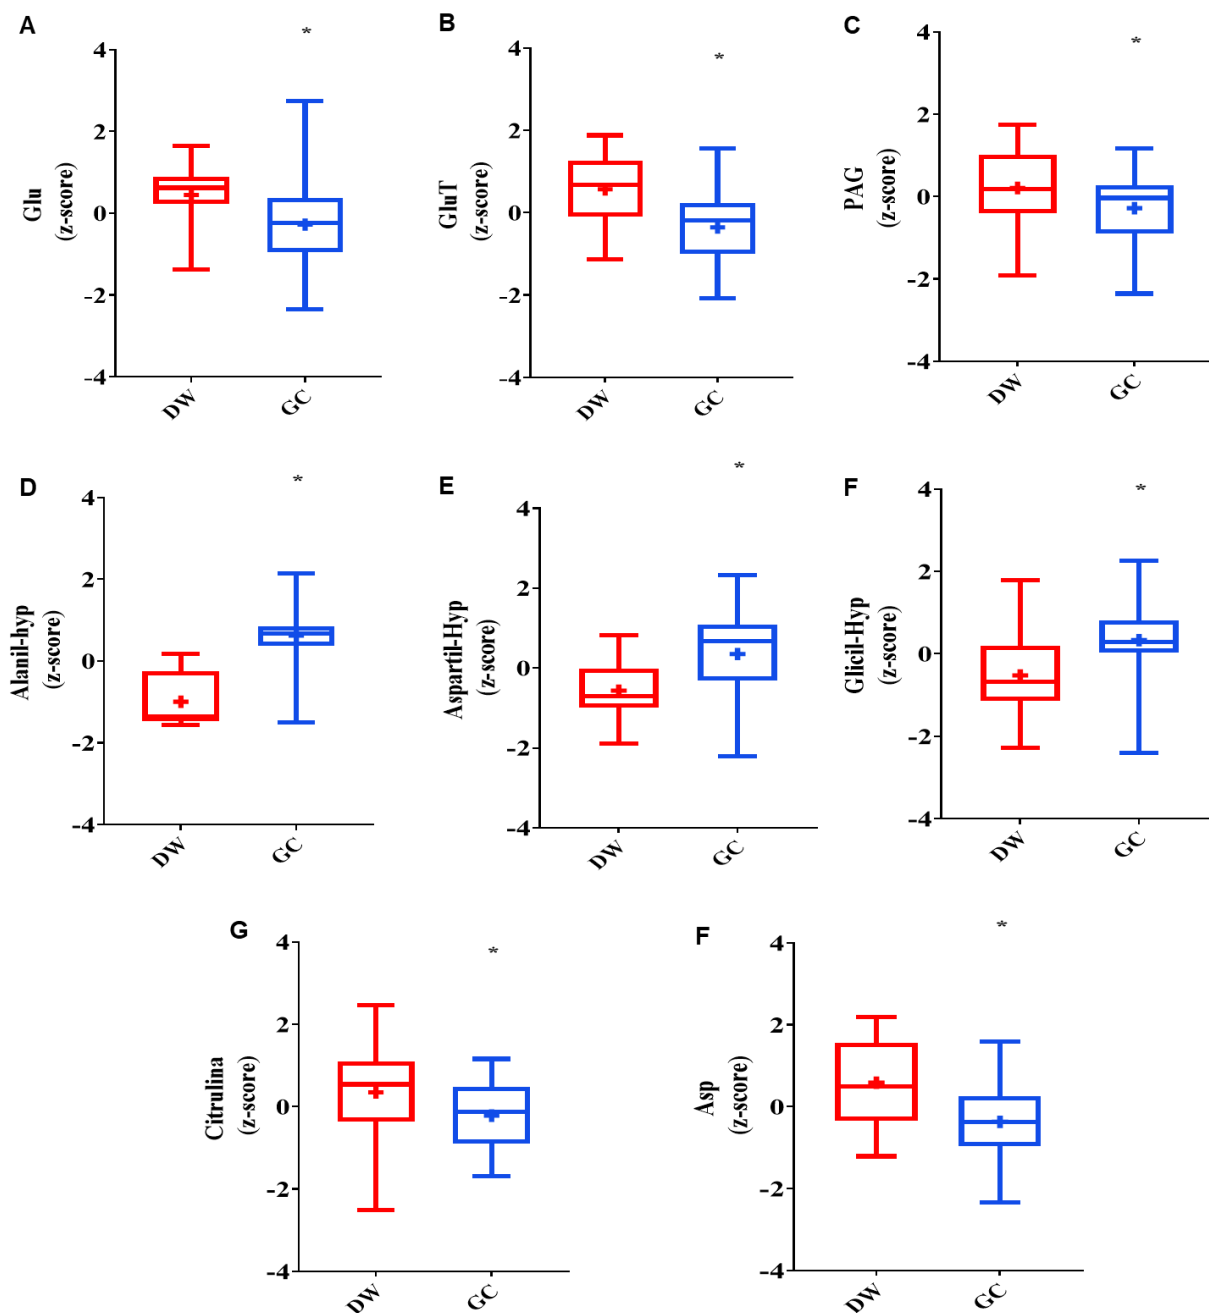 A
Glu
(z-score)
*
4
2
0
-2
-4
DW
GC
B
GluT
(z-score)
*
4
2
0
-2
-4
DW
GC
C
PAG
(z-score)
*
4
2
0
-2
-4
DW
GC
D
Alanil-hyp
(z-score)
*
4
2
0
-2
-4
DW
GC
E
Aspartil-Hyp
(z-score)
*
4
2
0
-2
-4
DW
GC
F
Glicil-Hyp
(z-score)
*
4
2
0
-2
-4
DW
GC
G
Citrulina
(z-score)
*
4
2
0
-2
-4
DW
GC
F
Asp
(z-score)
*
4
2
0
-2
-4
DW
GC